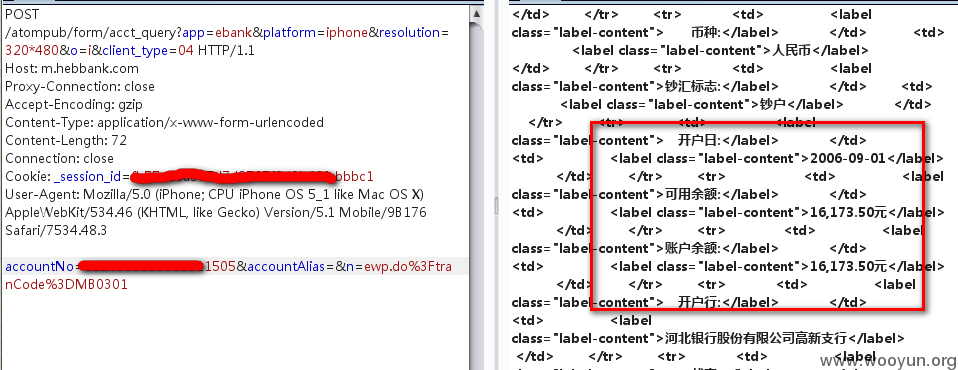 POST
/atompub/form/acct_query?app=ebank&platform=iphone&resolution=
320*480&o=i&client_type=04 HTTP/1.1
Host: m.hebbank.com
Proxy-Connection: close
Accept-Encoding: gzip
Content-Type: application/x-www-form-urlencoded
Content-Length: 72
Connection: close
Cookie: _session_id=
bbbc1
User-Agent: Mozilla/5.0 (iPhone; CPU iPhone OS 5_1 like Mac OS X)
AppleWebKit/534.46 (KHTML, like Gecko) Version/5.1 Mobile/9B176
Safari/7534.48.3
accountNo=
1505&accountAlias=&n=ewp.do%3Ftra
nCode%3DMB0301
</td> </tr> <tr> <td> <label
class="label-content"> 币种:</label> </td> <td>
<label class="label-content">人民币</label>
</td> </tr> <tr> <td> <label
class="label-content">钞汇标志:</label> </td> <td>
<label class="label-content">钞户</label> </td>
</tr> <tr> <td> <label
class="label-content"> 开户日:</label> </td>
<td> <label class="label-content">2006-09-01</label>
</td> </tr> <tr> <td> <label
class="label-content"> 可用余额:</label> </td>
<td> <label class="label-content">16,173.50元</label>
</td> </tr> <tr> <td> <label
class="label-content"> 账户余额:</label> </td>
<td> <label class="label-content">16,173.50元</label>
</td> </tr> <tr> <td> <label
class="label-content"> 开户行:</label> </td>
<td> <label
class="label-content">河北银行股份有限公司高新支行</label>
</td> </tr> <tr> <td> <label
www.wooyun.org